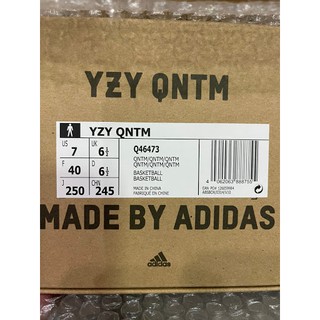 YZY QNTM
YZY QNTM
US 7 UK 6½ Q46473
F 40 D 6½ QNTM/QNTM/QNTM
QNTM/QNTM/QNTM
BASKETBALL
BASKETBALL
J 250 CHN 245 MADE IN CHINA
FABRIQUÉ EN CHINE
MADE BY ADIDAS
adidas